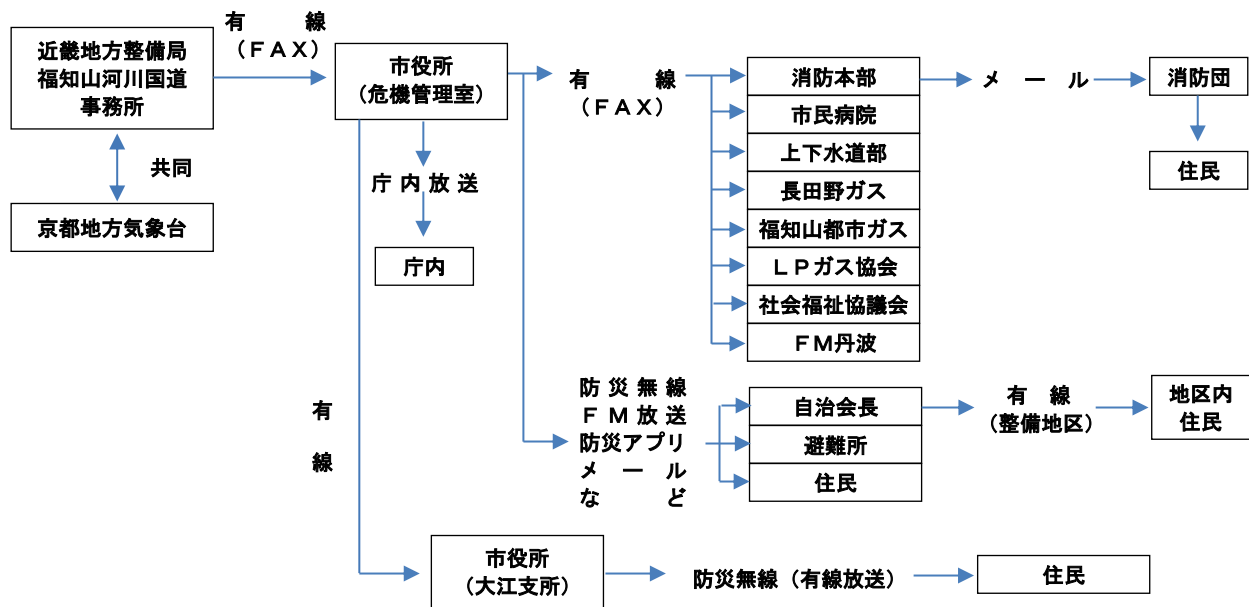 近畿地方整備局
福知山河川国道
事務所
共同
京都地方気象台
有線
(ＦＡＸ)
市役所
(危機管理室)
庁内放送
庁内
有線
(ＦＡＸ)
消防本部
市民病院
上下水道部
長田野ガス
福知山都市ガス
ＬＰガス協会
社会福祉協議会
ＦＭ丹波
メール
消防団
住民
防災無線
ＦＭ放送
防災アプリ
メール
など
自治会長
避難所
住民
有線
(整備地区)
地区内
住民
有
線
市役所
(大江支所)
防災無線(有線放送)
住民